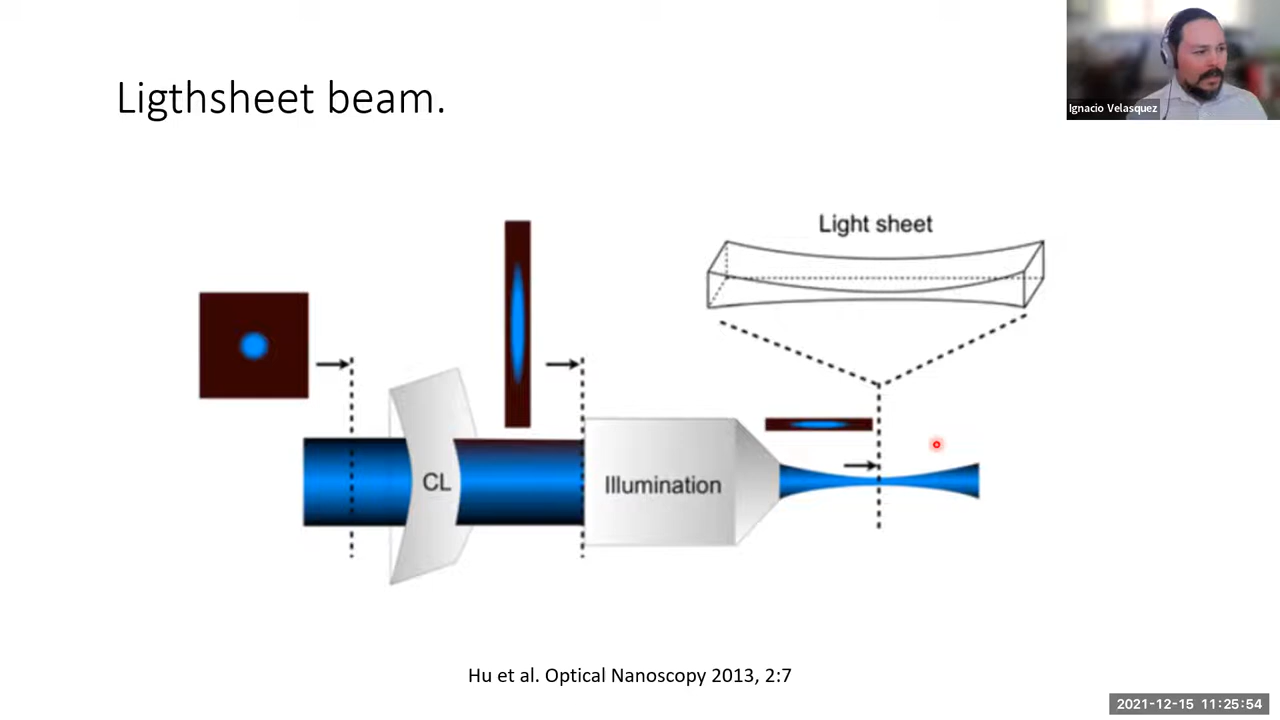 Ignacio Velasquez
Ligthsheet beam.
Light sheet
CL
Illumination
Hu et al. Optical Nanoscopy 2013, 2:7
2021-12-15 11:25:54